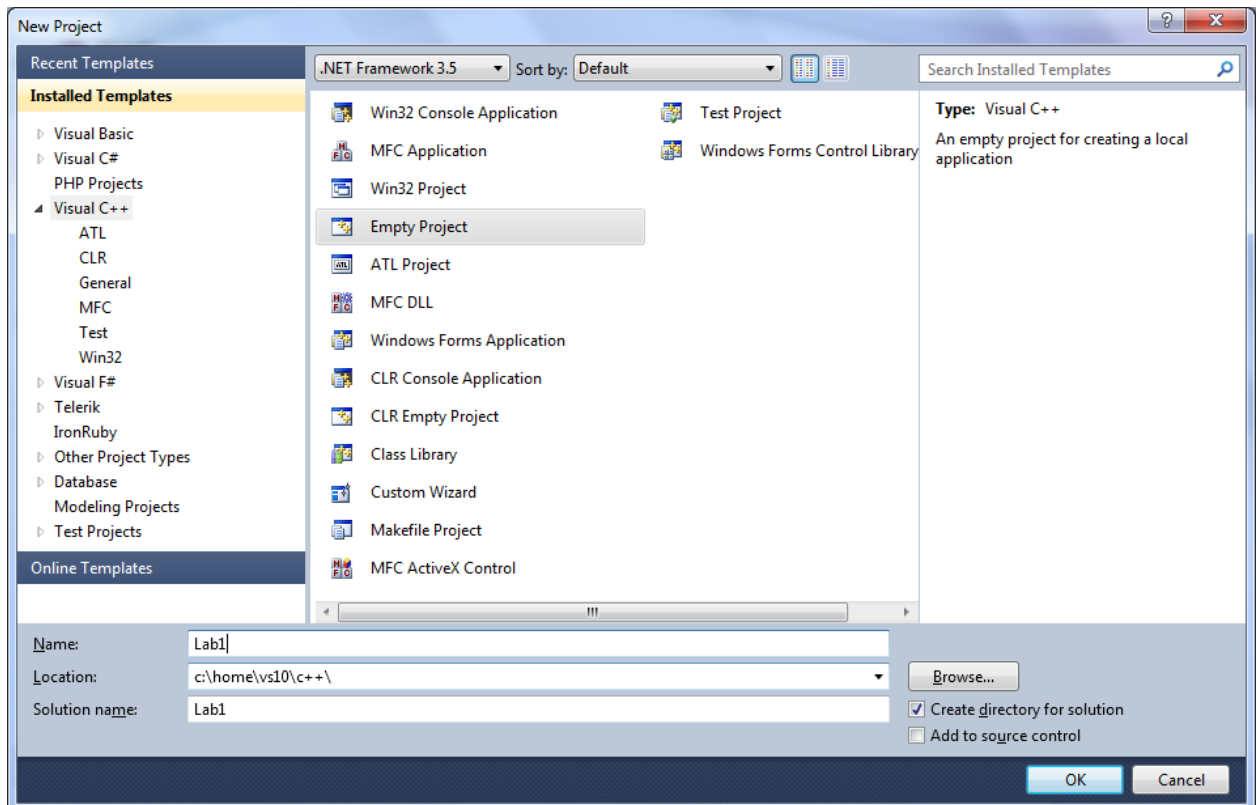 New Project
Recent Templates
Installed Templates
Visual Basic
Visual C#
PHP Projects
Visual C++
ATL
CLR
General
MFC
Test
Win32
Visual F#
Telerik
IronRuby
Other Project Types
Database
Modeling Projects
Test Projects
Online Templates
.NET Framework 3.5
Sort by: Default
Win32 Console Application
MFC Application
Win32 Project
Empty Project
ATL Project
MFC DLL
Windows Forms Application
CLR Console Application
CLR Empty Project
Class Library
Custom Wizard
Makefile Project
MFC ActiveX Control
Test Project
Windows Forms Control Library
Search Installed Templates
Type: Visual C++
An empty project for creating a local
application
Name: Lab1
Location: c:\home\vs10\c++\
Browse...
Solution name: Lab1
Create directory for solution
Add to source control
OK
Cancel